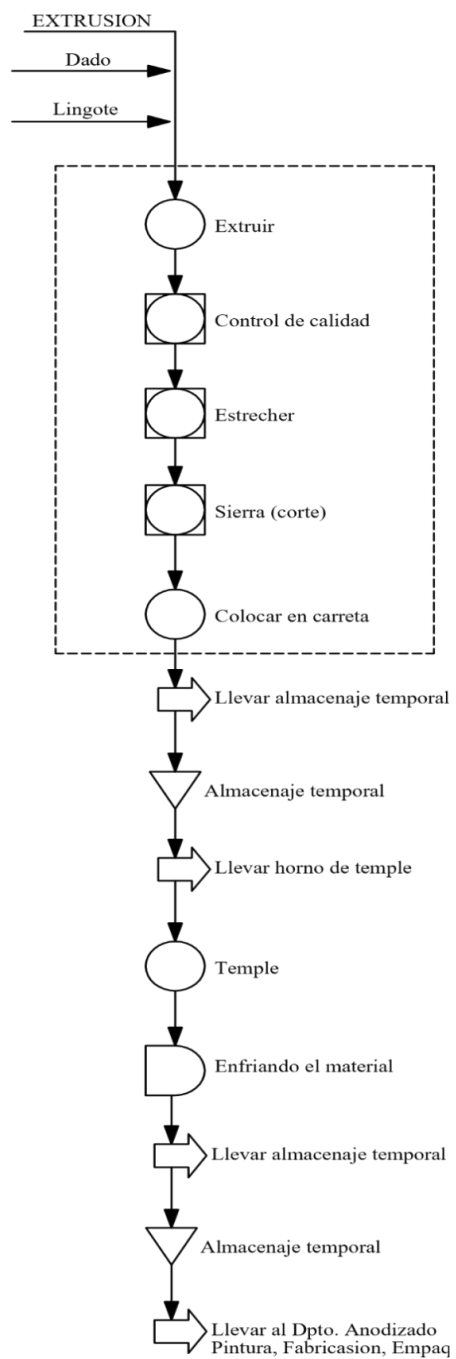 EXTRUSION
Dado
Lingote
Extruir
Control de calidad
Estrecher
Sierra (corte)
Colocar en carreta
Llevar almacenaje temporal
Almacenaje temporal
Llevar horno de temple
Temple
Enfriando el material
Llevar almacenaje temporal
Almacenaje temporal
Llevar al Dpto. Anodizado
Pintura, Fabricasion, Empaq